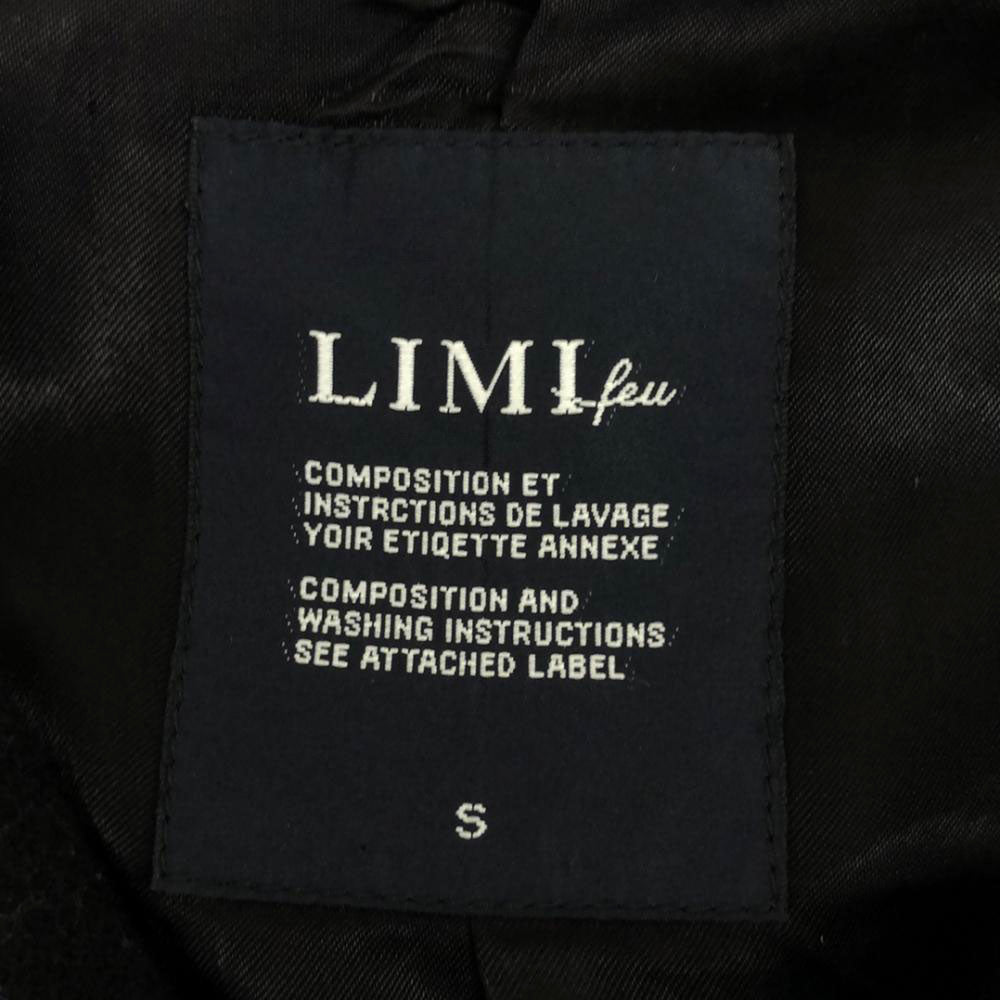 LIMI feu
COMPOSITION ET
INSTRCTIONS DE LAVAGE
YOIR ETIQETTE ANNEXE
COMPOSITION AND
WASHING INSTRUCTIONS
SEE ATTACHED LABEL
S